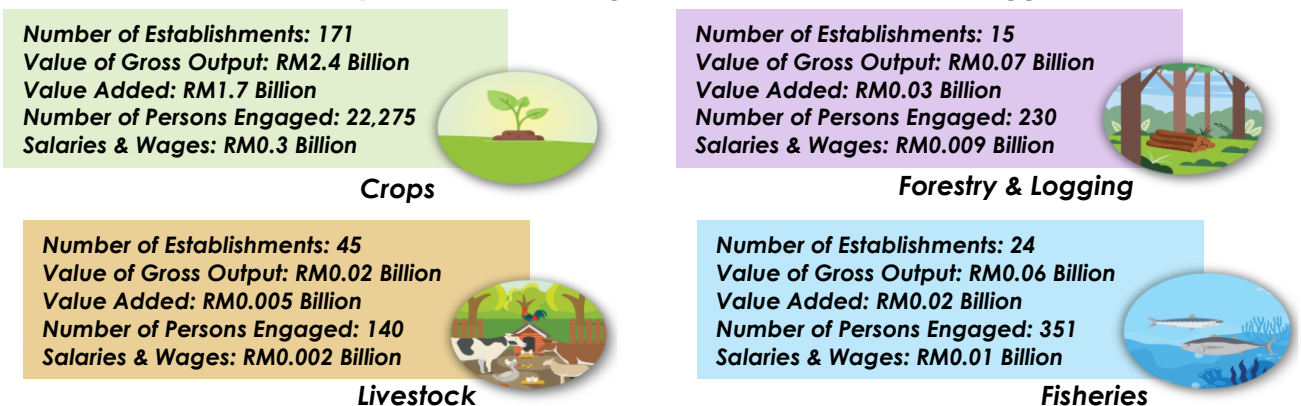 Number of Establishments: 171
Value of Gross Output: RM2.4 Billion
Value Added: RM1.7 Billion
Number of Persons Engaged: 22,275
Salaries & Wages: RM0.3 Billion
Crops
Number of Establishments: 15
Value of Gross Output: RM0.07 Billion
Value Added: RM0.03 Billion
Number of Persons Engaged: 230
Salaries & Wages: RM0.009 Billion
Forestry & Logging
Number of Establishments: 45
Value of Gross Output: RM0.02 Billion
Value Added: RM0.005 Billion
Number of Persons Engaged: 140
Salaries & Wages: RM0.002 Billion
Livestock
Number of Establishments: 24
Value of Gross Output: RM0.06 Billion
Value Added: RM0.02 Billion
Number of Persons Engaged: 351
Salaries & Wages: RM0.01 Billion
Fisheries